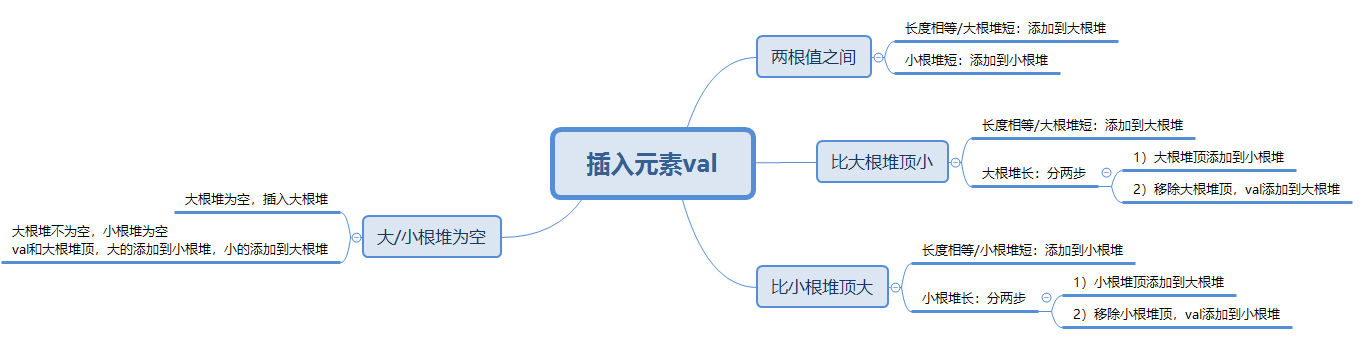 插入元素val
两根值之间
长度相等/大根堆短：添加到大根堆
小根堆短：添加到小根堆
比大根堆顶小
长度相等/大根堆短：添加到大根堆
大根堆长：分两步
1）大根堆顶添加到小根堆
2）移除大根堆顶，val添加到大根堆
比小根堆顶大
长度相等/小根堆短：添加到小根堆
小根堆长：分两步
1）小根堆顶添加到大根堆
2）移除小根堆顶，val添加到小根堆
大/小根堆为空
大根堆为空，插入大根堆
大根堆不为空，小根堆为空
val和大根堆顶，大的添加到小根堆，小的添加到大根堆